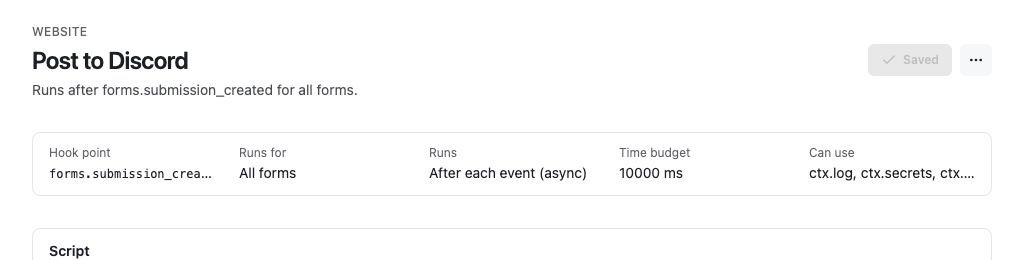 WEBSITE
Post to Discord
Saved
Runs after forms.submission_created for all forms.
Hook point
Runs for
Runs
Time budget
Can use
forms.submission_crea...
All forms
After each event (async)
10000 ms
ctx.log, ctx.secrets, ctx....
Script